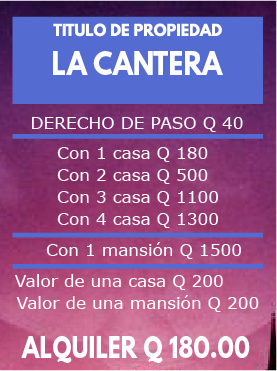 TITULO DE PROPIEDAD
LA CANTERA
DERECHO DE PASO Q 40
Con 1 casa Q 180
Con 2 casa Q 500
Con 3 casa Q 1100
Con 4 casa Q 1300
Con 1 mansión Q 1500
Valor de una casa Q 200
Valor de una mansión Q 200
ALQUILER Q 180.00